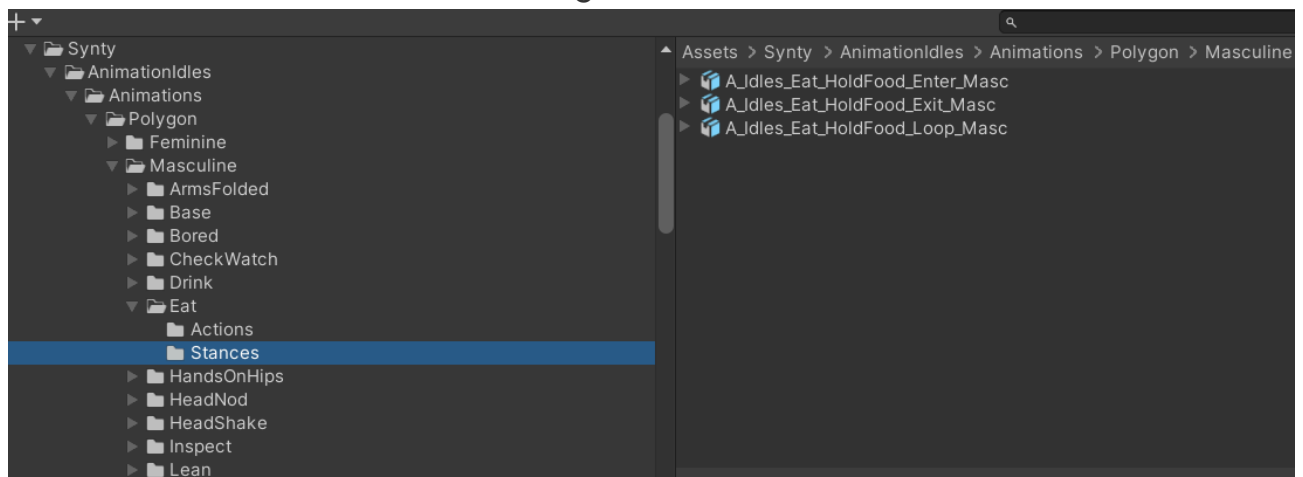 Synty
AnimationIdles
Animations
Polygon
Feminine
Masculine
ArmsFolded
Base
Bored
CheckWatch
Drink
Eat
Actions
Stances
HandsOnHips
HeadNod
HeadShake
Inspect
Lean
Assets > Synty > AnimationIdles > Animations > Polygon > Masculine
A_Idles_Eat_HoldFood_Enter_Masc
A_Idles_Eat_HoldFood_Exit_Masc
A_Idles_Eat_HoldFood_Loop_Masc